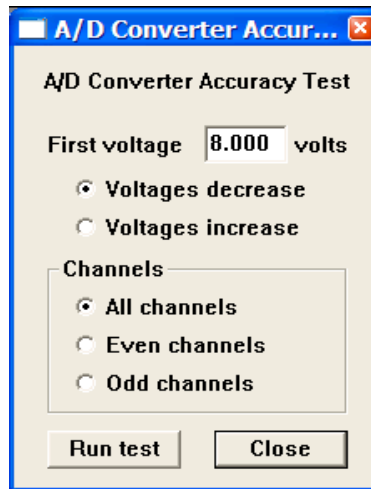 A/D Converter Accur...
A/D Converter Accuracy Test
First voltage 8.000 volts
Voltages decrease
Voltages increase
Channels
All channels
Even channels
Odd channels
Run test Close